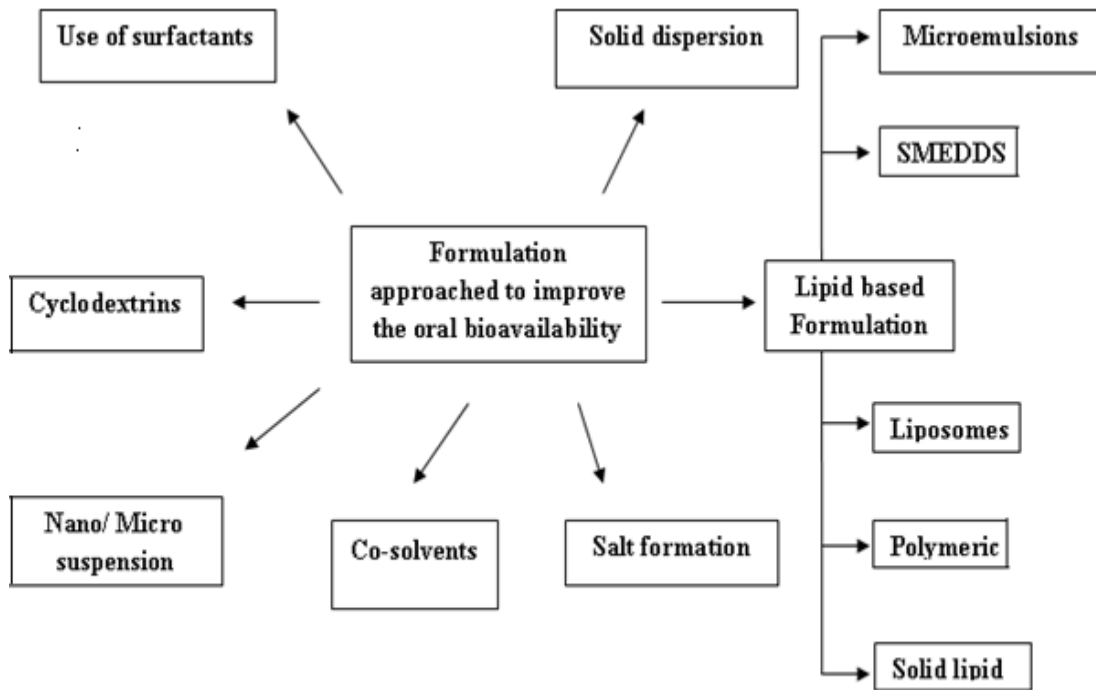 Use of surfactants
Solid dispersion
Microemulsions
SMEDDS
Formulation
approached to improve
the oral bioavailability
Cyclodextrins
Lipid based
Formulation
Liposomes
Nano/ Micro
suspension
Co-solvents
Salt formation
Polymeric
Solid lipid